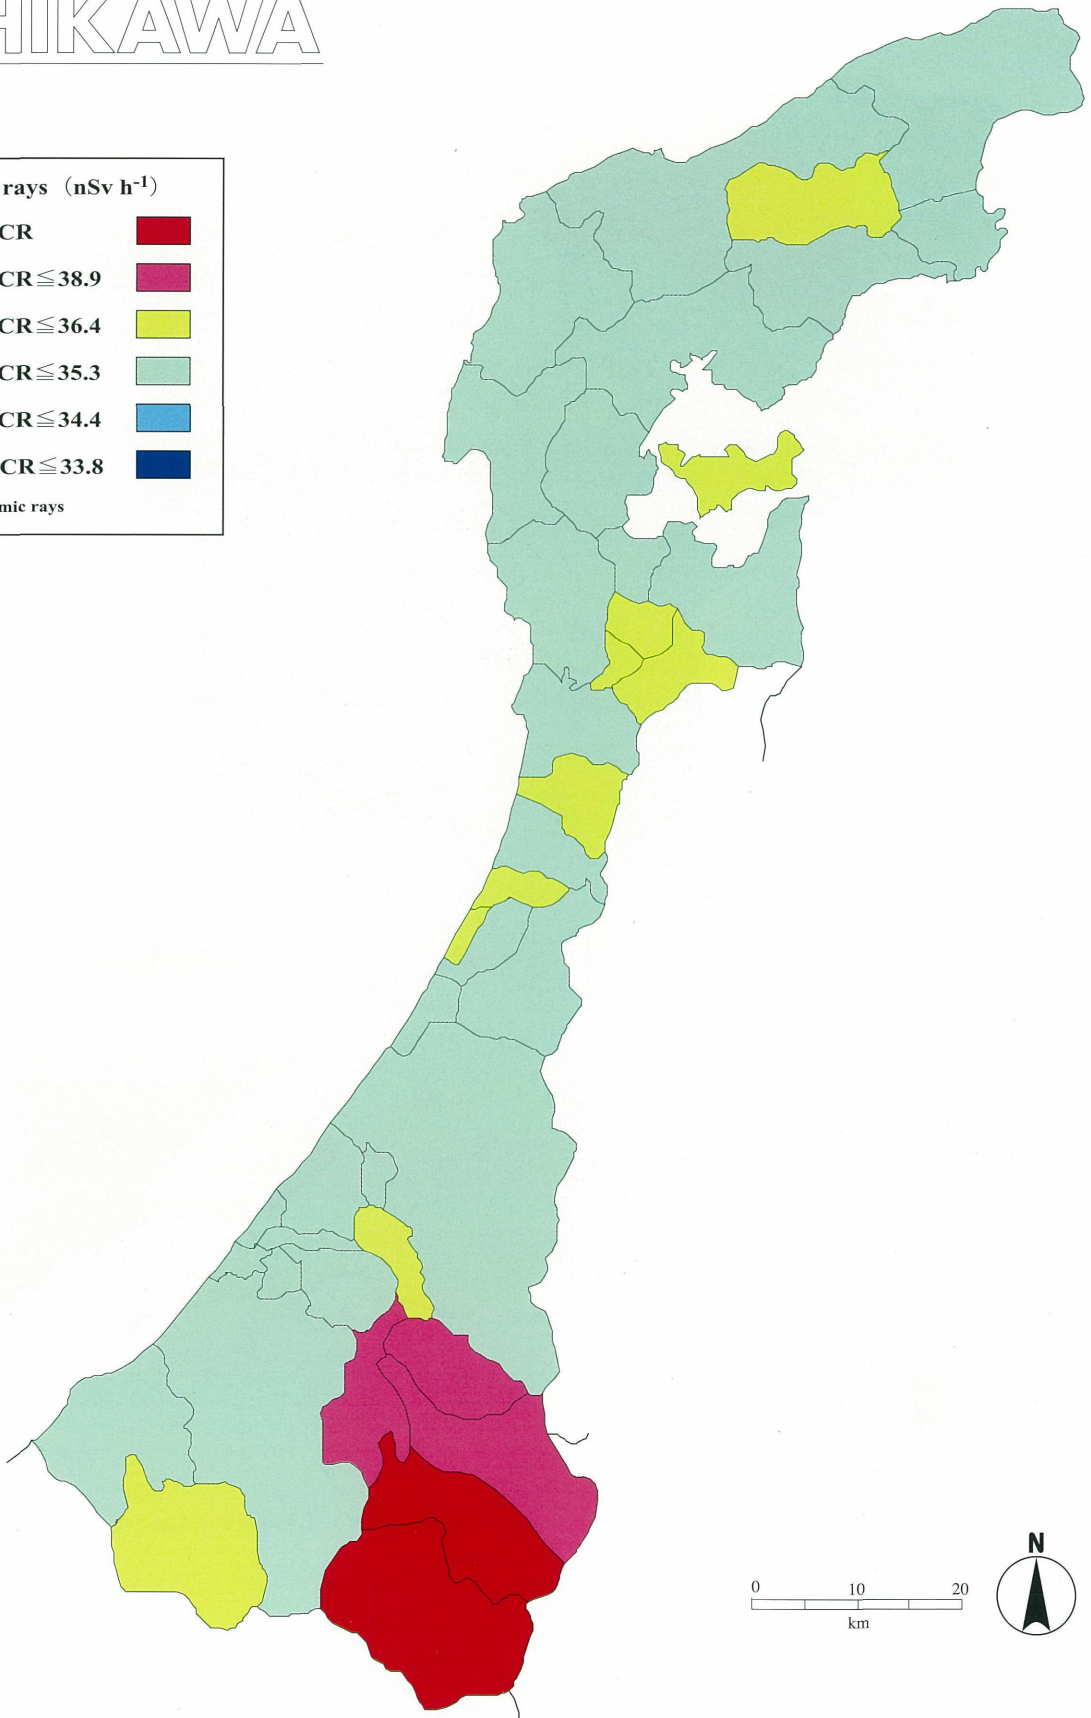 HIKAWA
rays (nSv h-1)
CR
CR≦38.9
CR≦36.4
CR≦35.3
CR≦34.4
CR≦33.8
mic rays
N
0 10 20
km